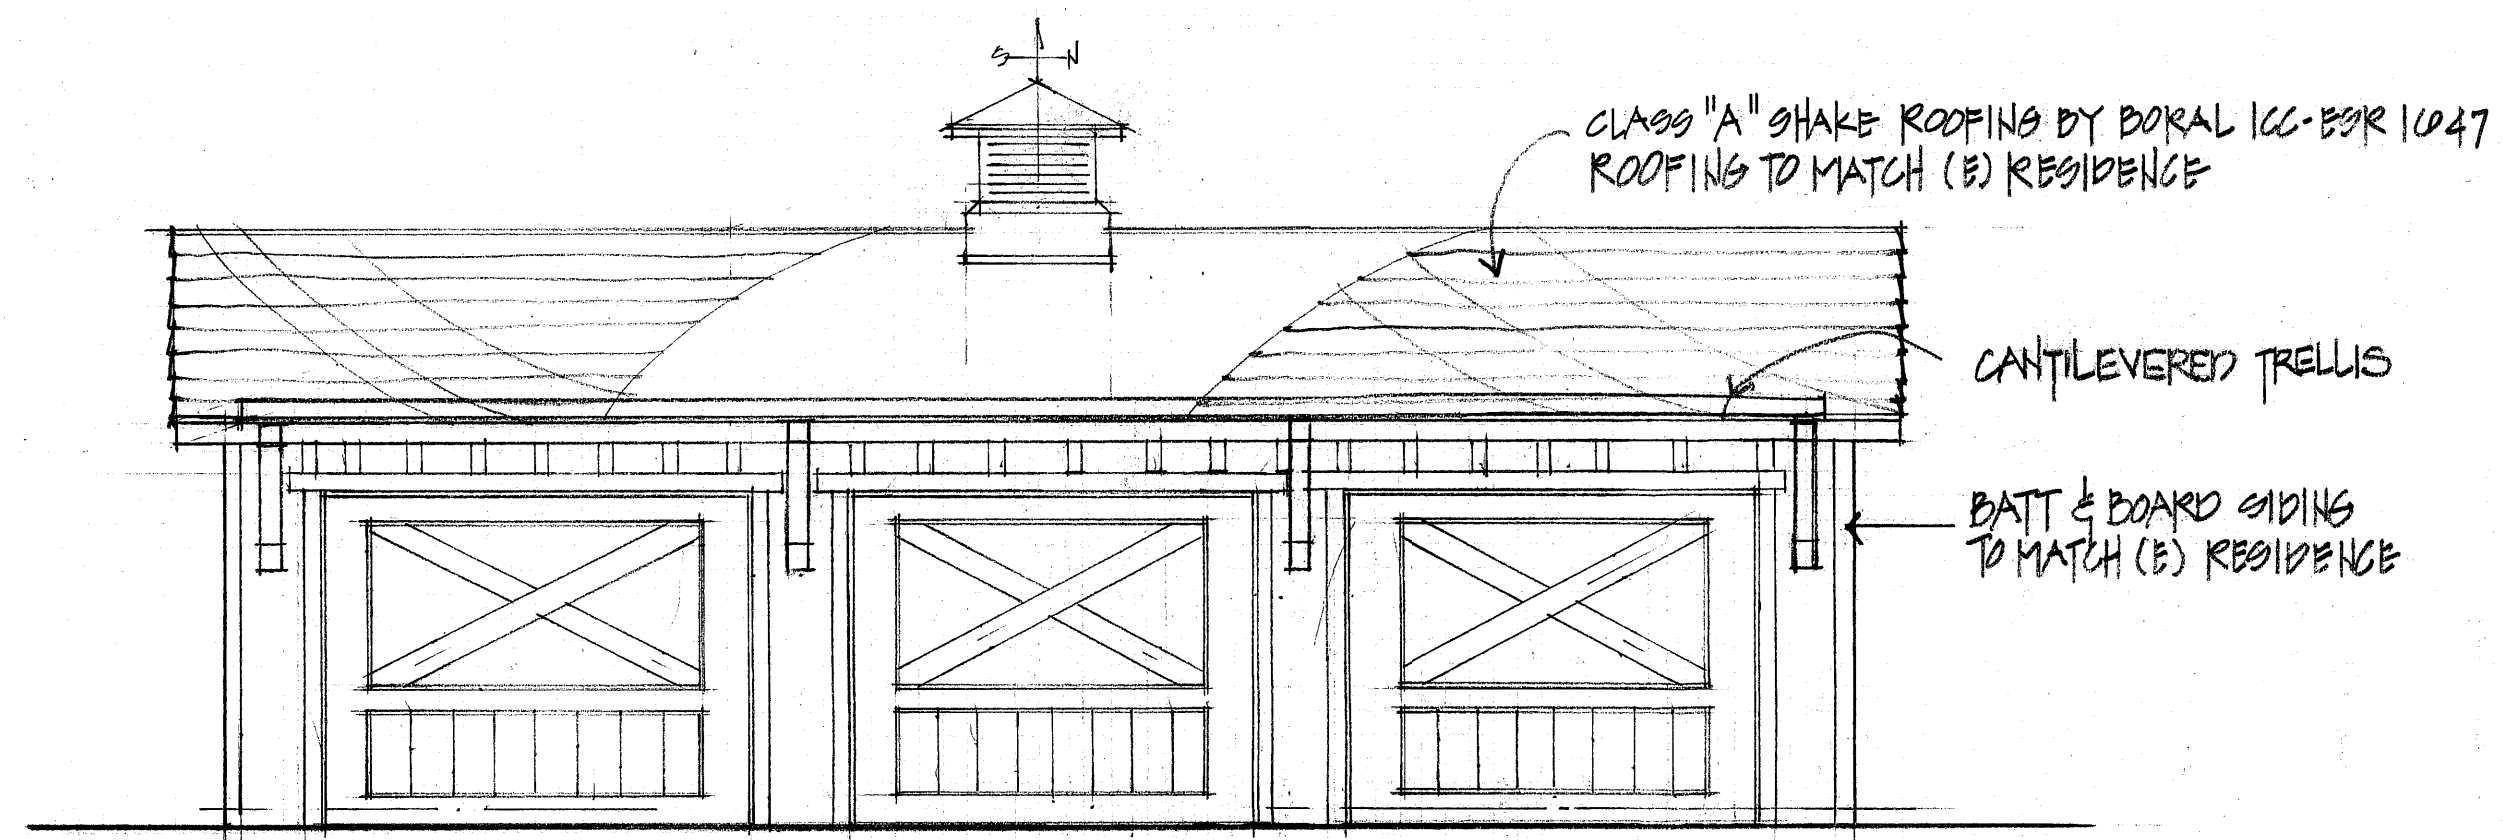 S N
CLASS "A" SHAKE ROOFING BY BORAL ICC-ESR 1647
ROOFING TO MATCH (E) RESIDENCE
CANTILEVERED TRELLIS
BATT & BOARD SIDING
TO MATCH (E) RESIDENCE